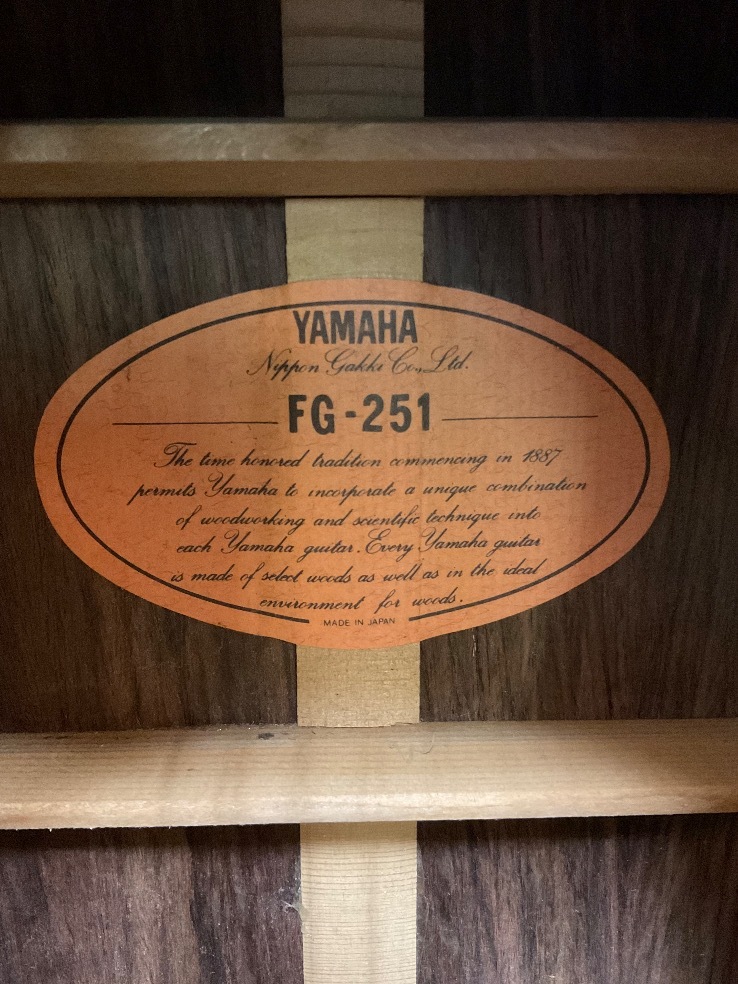 YAMAHA
Nippon Gakki Co., Ltd.
FG-251
The time honored tradition commencing in 1887
permits Yamaha to incorporate a unique combination
of woodworking and scientific technique into
each Yamaha guitar. Every Yamaha guitar
is made of select woods as well as in the ideal
environment for woods.
MADE IN JAPAN